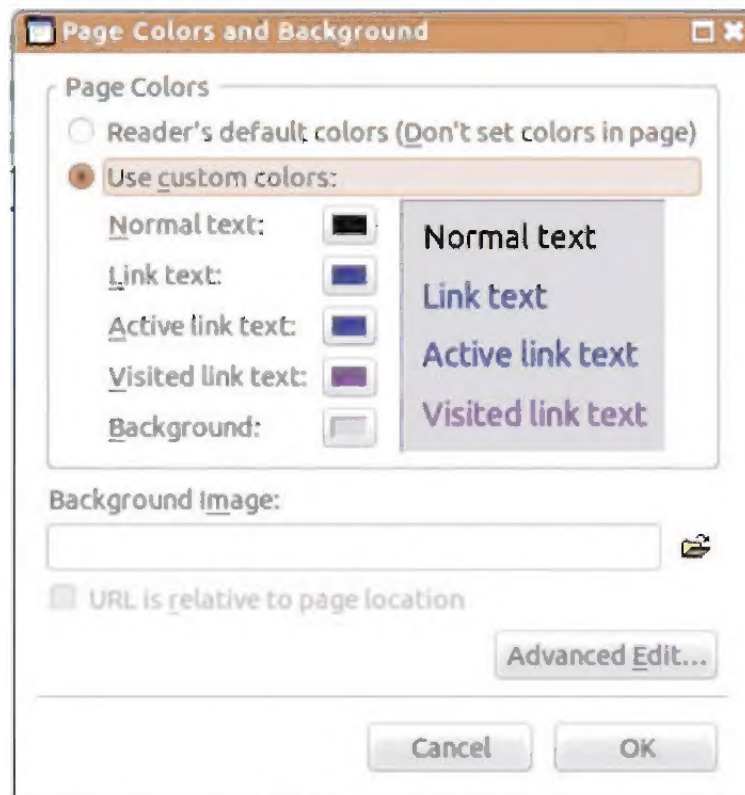 Page Colors and Background
Page Colors
Reader's default colors (Don't set colors in page)
Use custom colors:
Normal text:
Link text:
Active link text:
Visited link text:
Background:
Normal text
Link text
Active link text
Visited link text
Background Image:
URL is relative to page location
Advanced Edit...
Cancel
OK